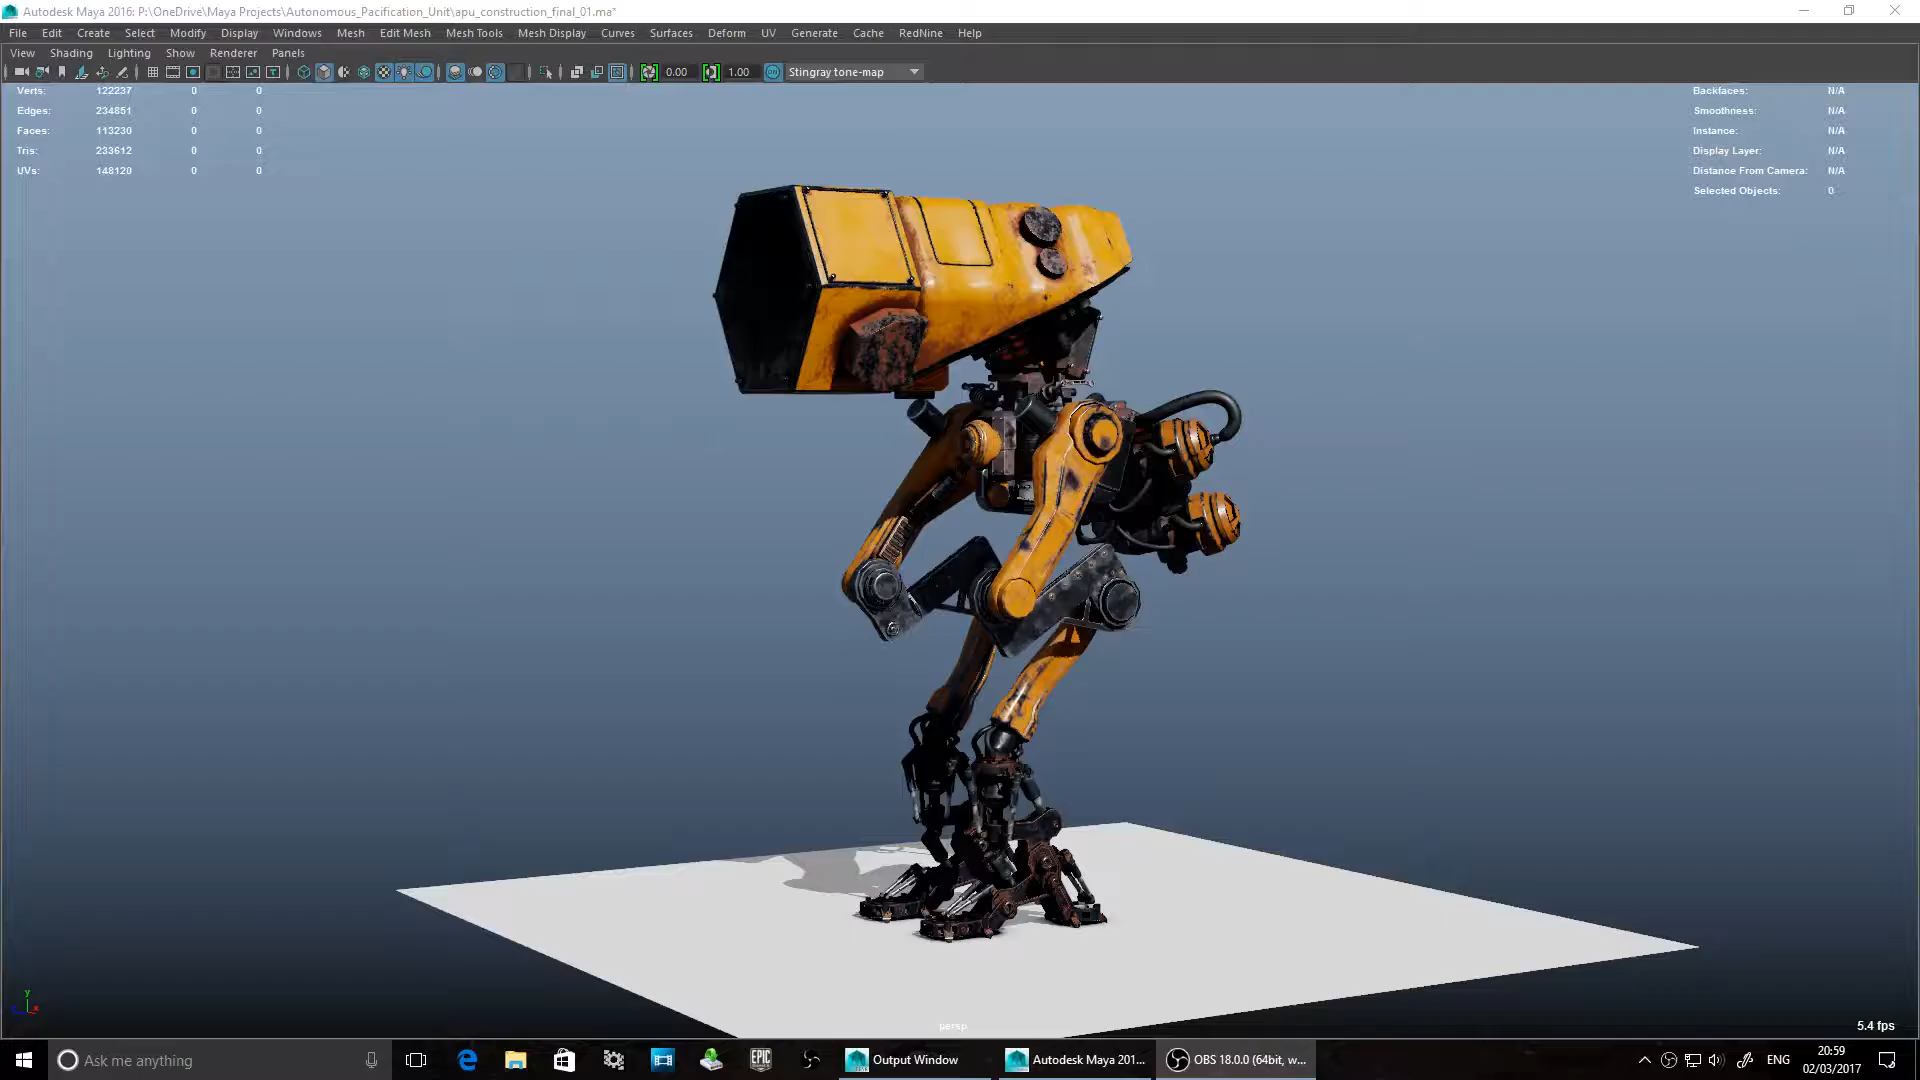 Autodesk Maya 2016: P:\OneDrive\Maya Projects\Autonomous_Pacification_Unit\apu_construction_final_01.ma*
File Edit Create Select Modify Display Windows Mesh Edit Mesh Mesh Tools Mesh Display Curves Surfaces Deform UV Generate Cache RedNine Help
View Shading Lighting Show Renderer Panels
0.00 1.00 ON Stingray tone-map
Verts: 122237 0 0 Backfaces: N/A
Edges: 234851 0 0 Smoothness: N/A
Faces: 113230 0 0 Instance: N/A
Tris: 233612 0 0 Display Layer: N/A
UVs: 148120 0 0 Distance From Camera: N/A
Selected Objects: 0
y
x
persp
5.4 fps
Ask me anything EPIC Output Window Autodesk Maya 201... OBS 18.0.0 (64bit, w... ENG 20:59
02/03/2017